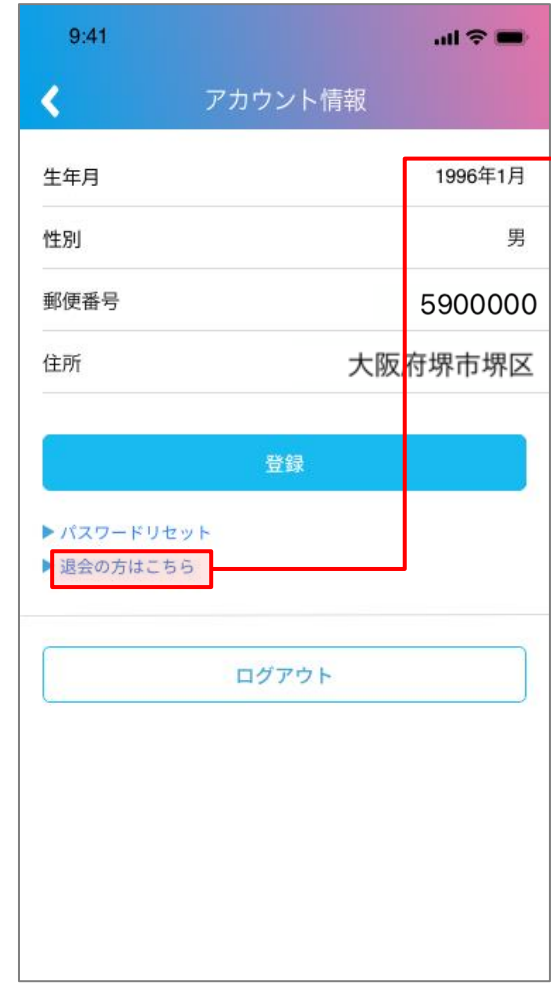 9:41
アカウント情報
生年月 1996年1月
性別 男
郵便番号 5900000
住所 大阪府堺市堺区
登録
パスワードリセット
退会の方はこちら
ログアウト